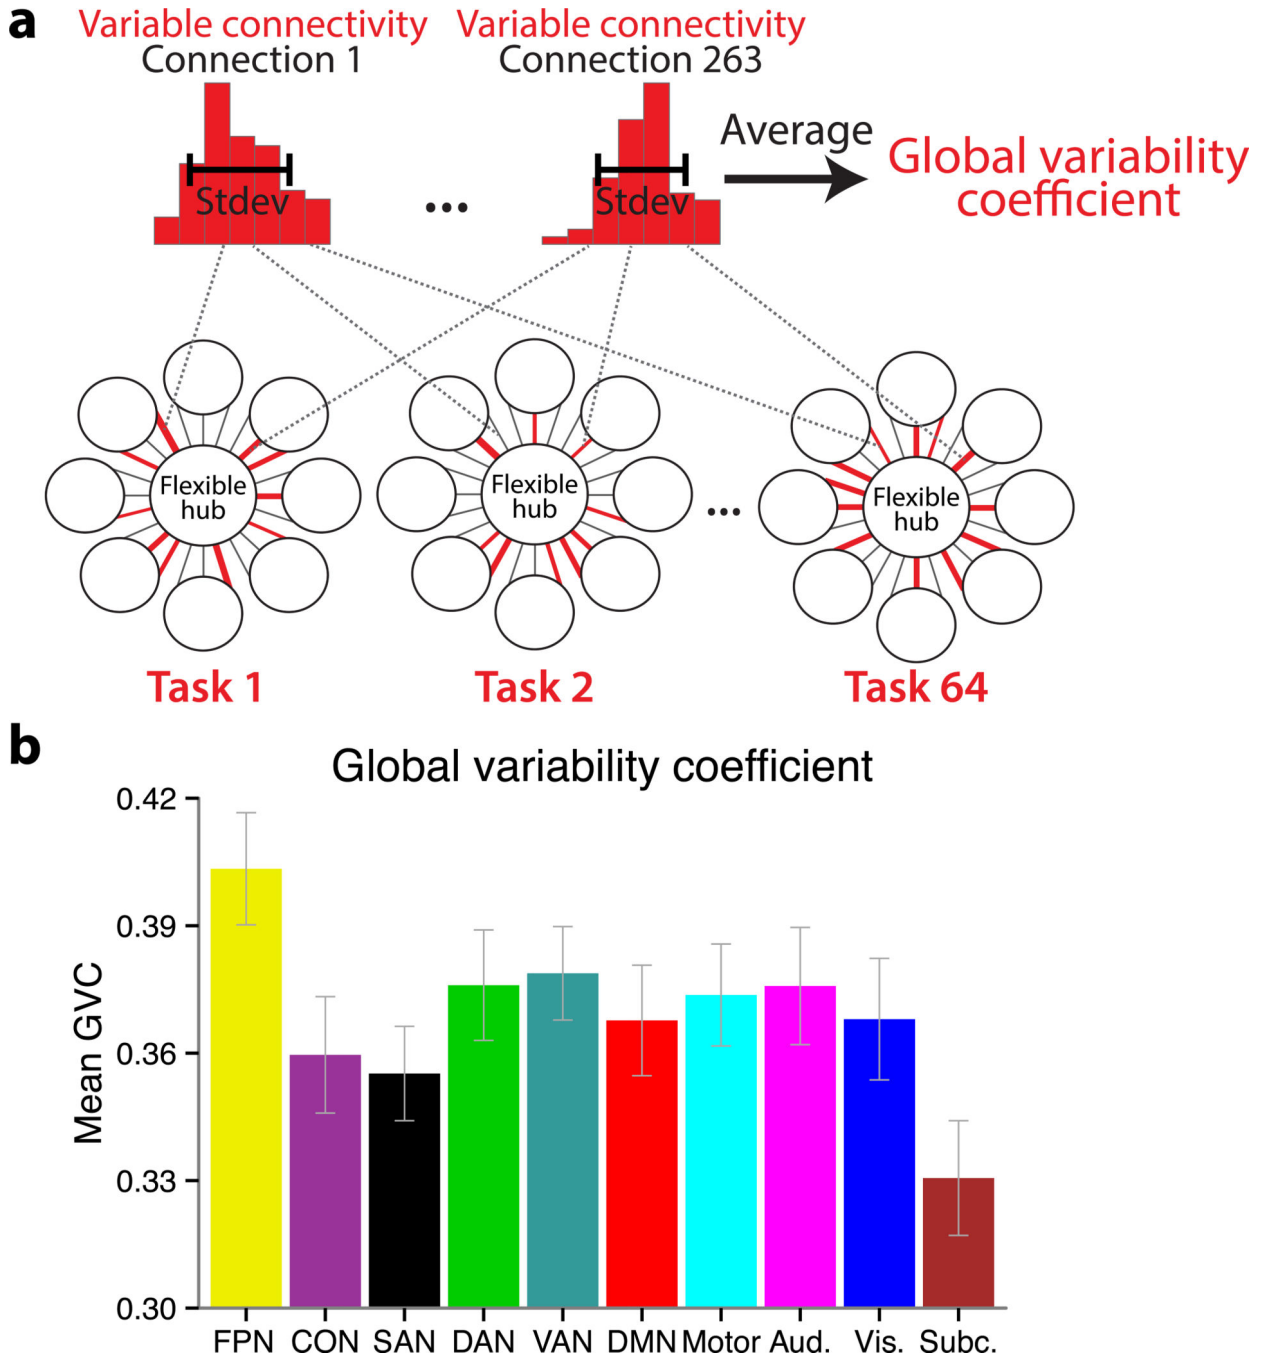 a
Variable connectivity
Connection 1
Variable connectivity
Connection 263
Stdev
...
Stdev
Average
Global variability
coefficient
Flexible
hub
Flexible
hub
...
Flexible
hub
Task 1
Task 2
Task 64
b
Global variability coefficient
Mean GVC
0.42
0.39
0.36
0.33
0.30
FPN CON SAN DAN VAN DMN Motor Aud. Vis. Subc.